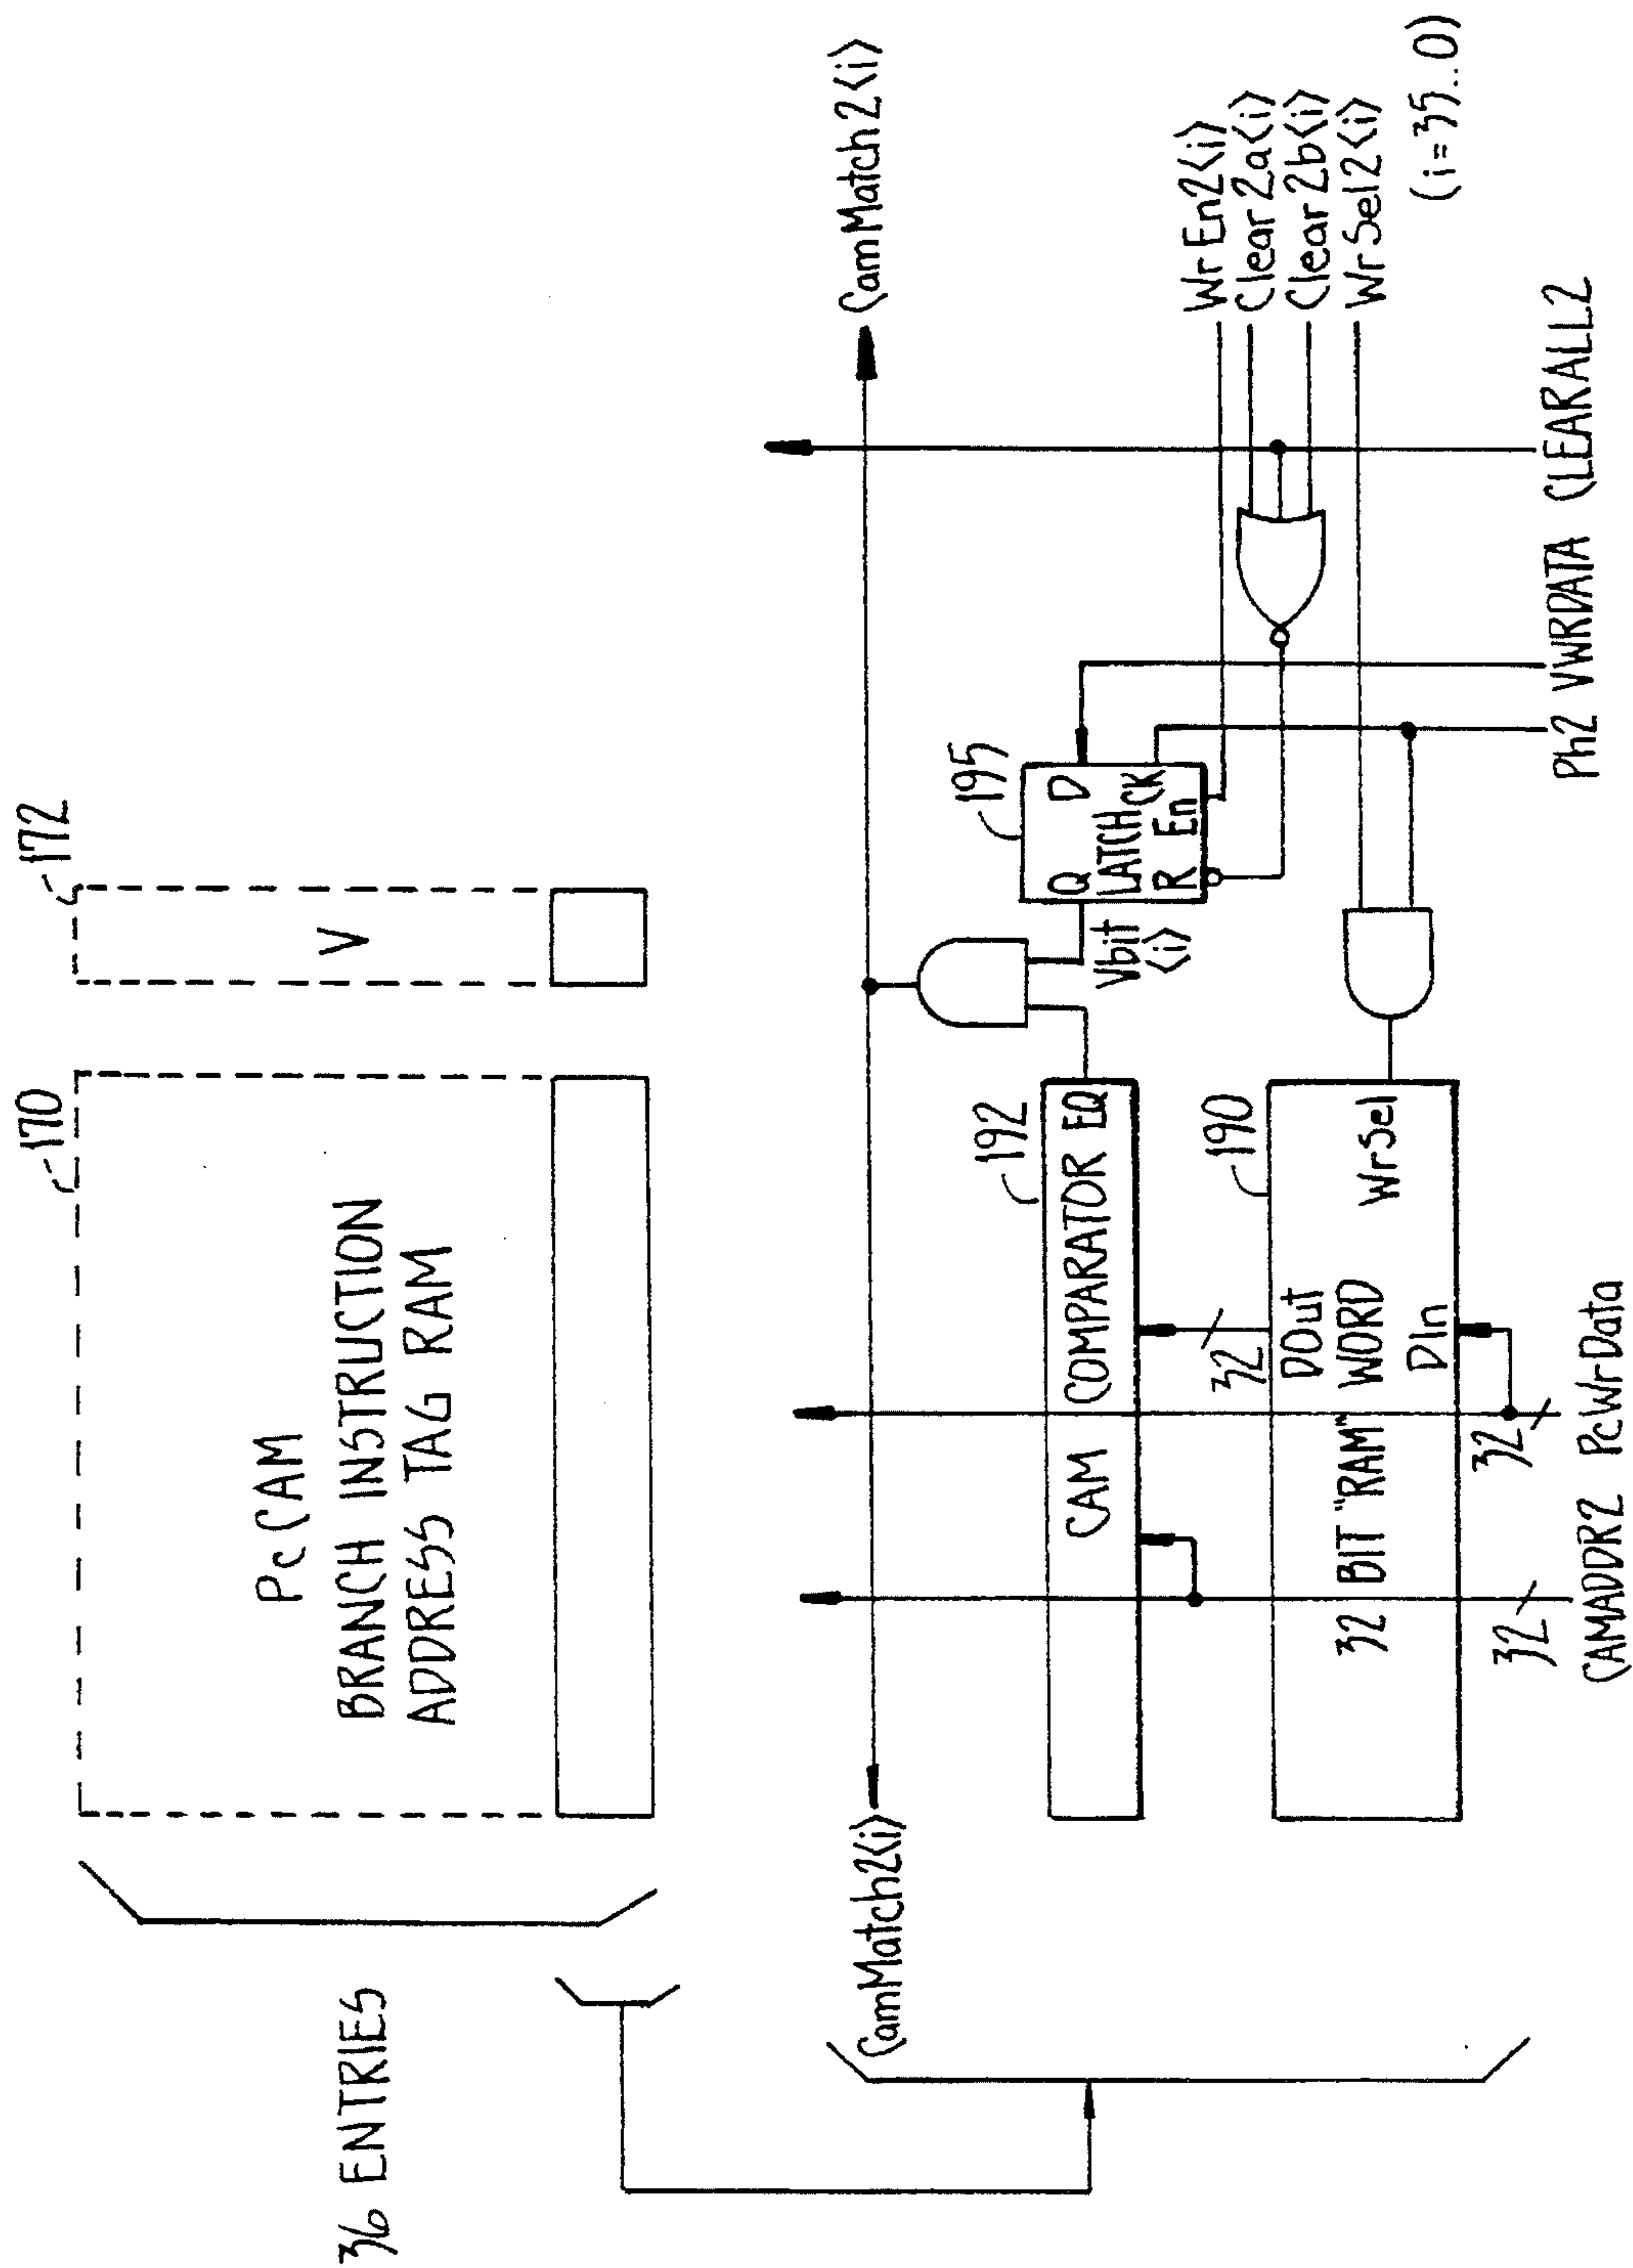 170
172
PcCAM
BRANCH INSTRUCTION
ADDRESS TAG RAM
V
36 ENTRIES
CamMatch2⟨i⟩
CamMatch2⟨i⟩
192
CAM COMPARATOR EQ
Vbit
⟨i⟩
195
Q D
LATCH
CK
R En
WrEn2⟨i⟩
Clear2a⟨i⟩
Clear2b⟨i⟩
WrSel2⟨i⟩
(i=35..0)
32
190
DOut
32 BIT "RAM" WORD
WrSel
DIn
32
32
CAMADDR2 PcWrData
Ph2 VWRDATA CLEARALL2